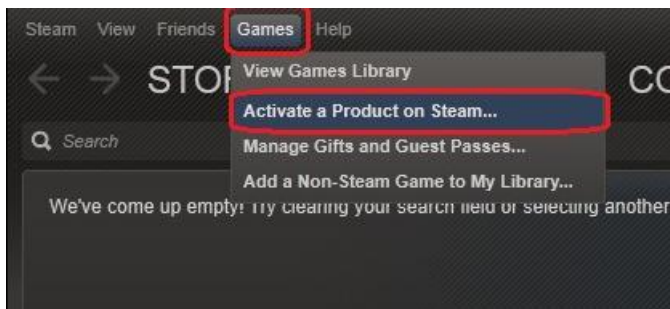 Steam View Friends Games Help
View Games Library
STOR CO
Activate a Product on Steam...
Search
Manage Gifts and Guest Passes...
Add a Non-Steam Game to My Library...
We've come up empty! Try clearing your search field or selecting another